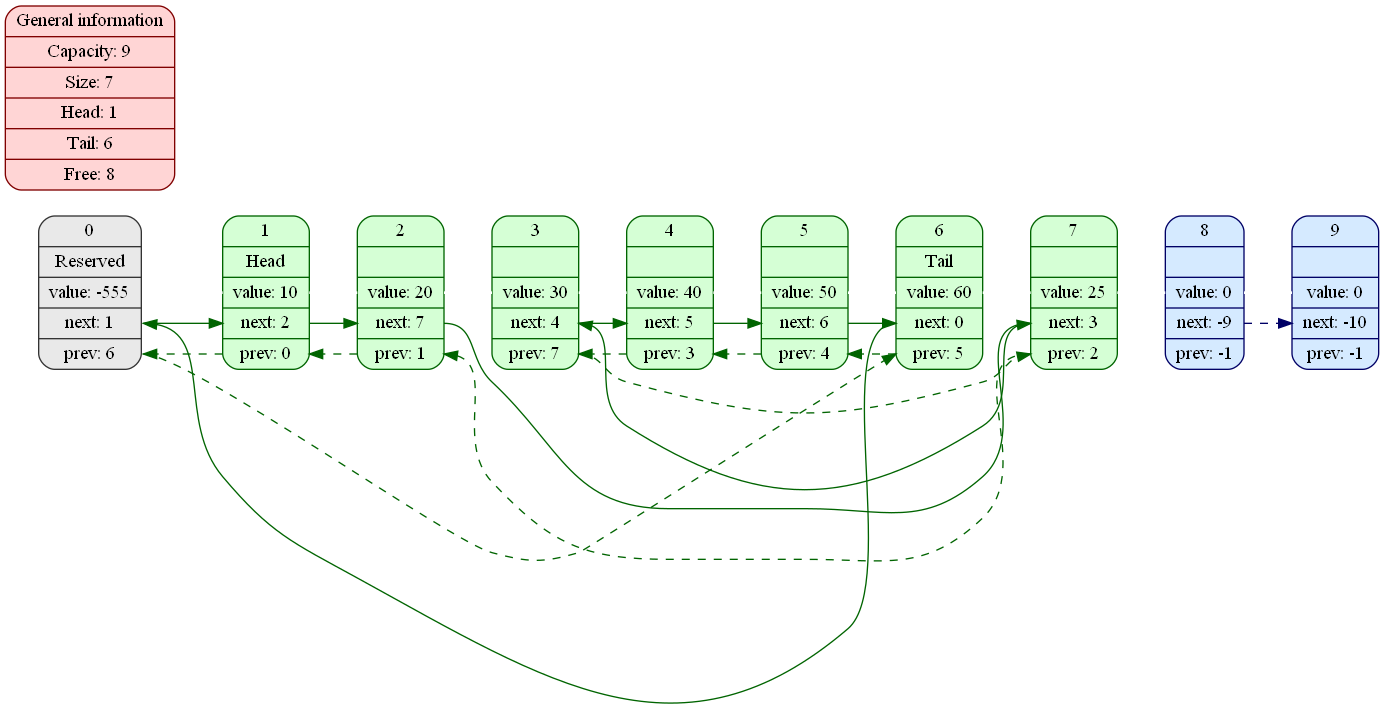 General information
Capacity: 9
Size: 7
Head: 1
Tail: 6
Free: 8
0
Reserved
value: -555
next: 1
prev: 6
1
Head
value: 10
next: 2
prev: 0
2
value: 20
next: 7
prev: 1
3
value: 30
next: 4
prev: 7
4
value: 40
next: 5
prev: 3
5
value: 50
next: 6
prev: 4
6
Tail
value: 60
next: 0
prev: 5
7
value: 25
next: 3
prev: 2
8
value: 0
next: -9
prev: -1
9
value: 0
next: -10
prev: -1